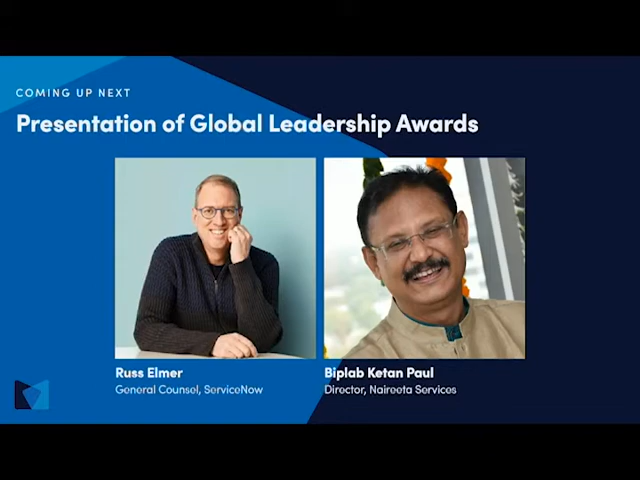 COMING UP NEXT
Presentation of Global Leadership Awards
Russ Elmer
General Counsel, ServiceNow
Biplab Ketan Paul
Director, Naireeta Services